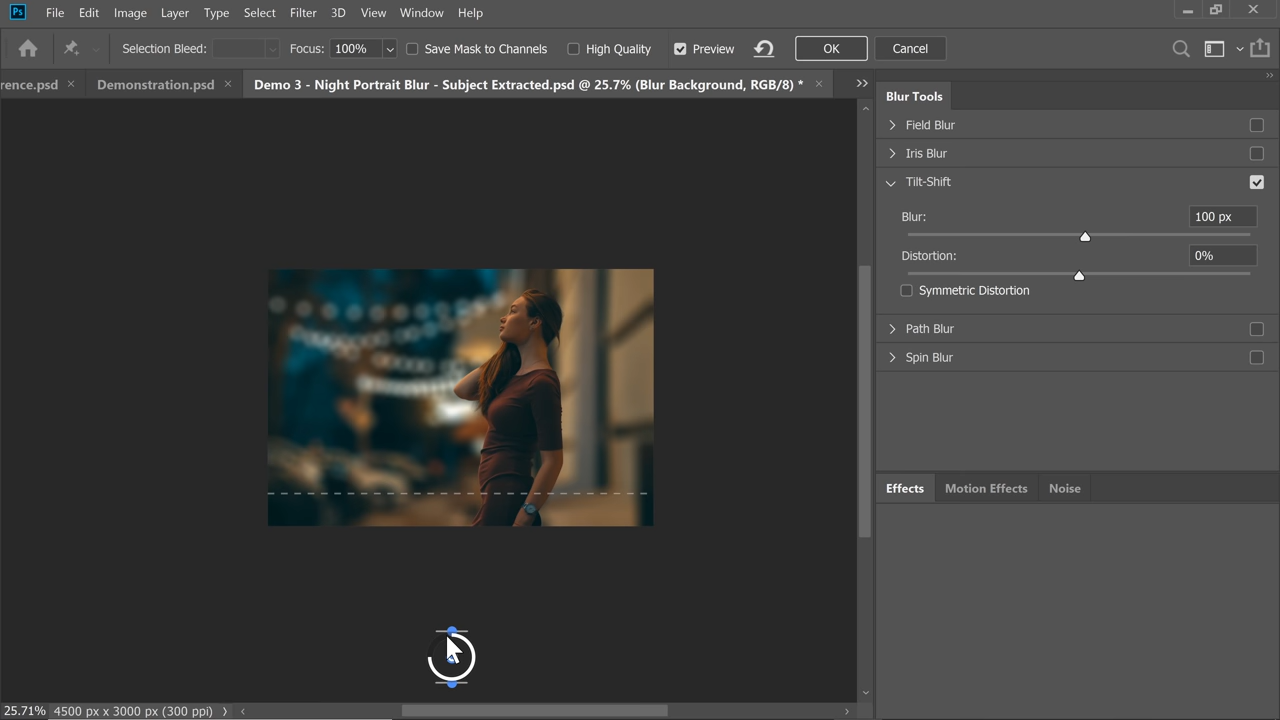 Ps File Edit Image Layer Type Select Filter 3D View Window Help
Selection Bleed: Focus: 100% Save Mask to Channels High Quality Preview OK Cancel
rence.psd Demonstration.psd Demo 3 - Night Portrait Blur - Subject Extracted.psd @ 25.7% (Blur Background, RGB/8) *
Blur Tools
Field Blur
Iris Blur
Tilt-Shift
Blur: 100 px
Distortion: 0%
Symmetric Distortion
Path Blur
Spin Blur
Effects Motion Effects Noise
25.71% 4500 px x 3000 px (300 ppi)